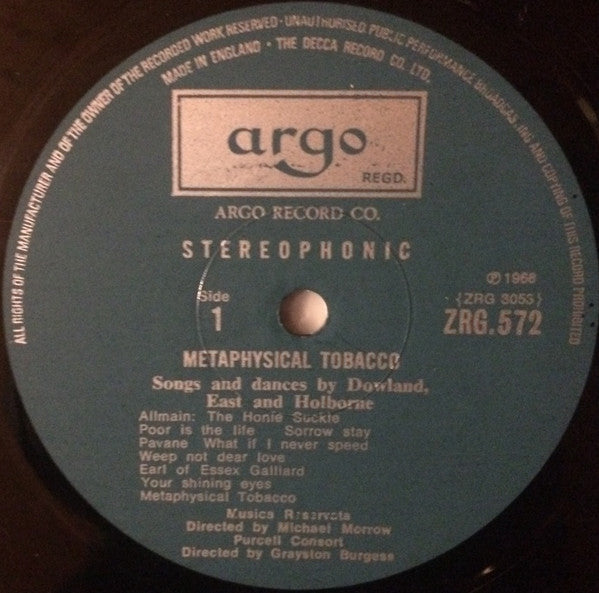 ALL RIGHTS OF THE MANUFACTURER AND OF THE OWNER OF THE RECORDED WORK RESERVED · UNAUTHORISED, PUBLIC PERFORMANCE BROADCASTING AND COPYING OF THIS RECORD PROHIBITED
MADE IN ENGLAND · THE DECCA RECORD CO. LTD.
argo
REGD.
ARGO RECORD CO.
STEREOPHONIC
℗ 1968
Side
(ZRG 3053)
1
ZRG.572
METAPHYSICAL TOBACCO
Songs and dances by Dowland,
East and Holborne
Allmain: The Honie Suckle
Poor is the life Sorrow stay
Pavane What if I never speed
Weep not dear love
Earl of Essex Galliard
Your shining eyes
Metaphysical Tobacco
Musica Reservata
Directed by Michael Morrow
Purcell Consort
Directed by Grayston Burgess